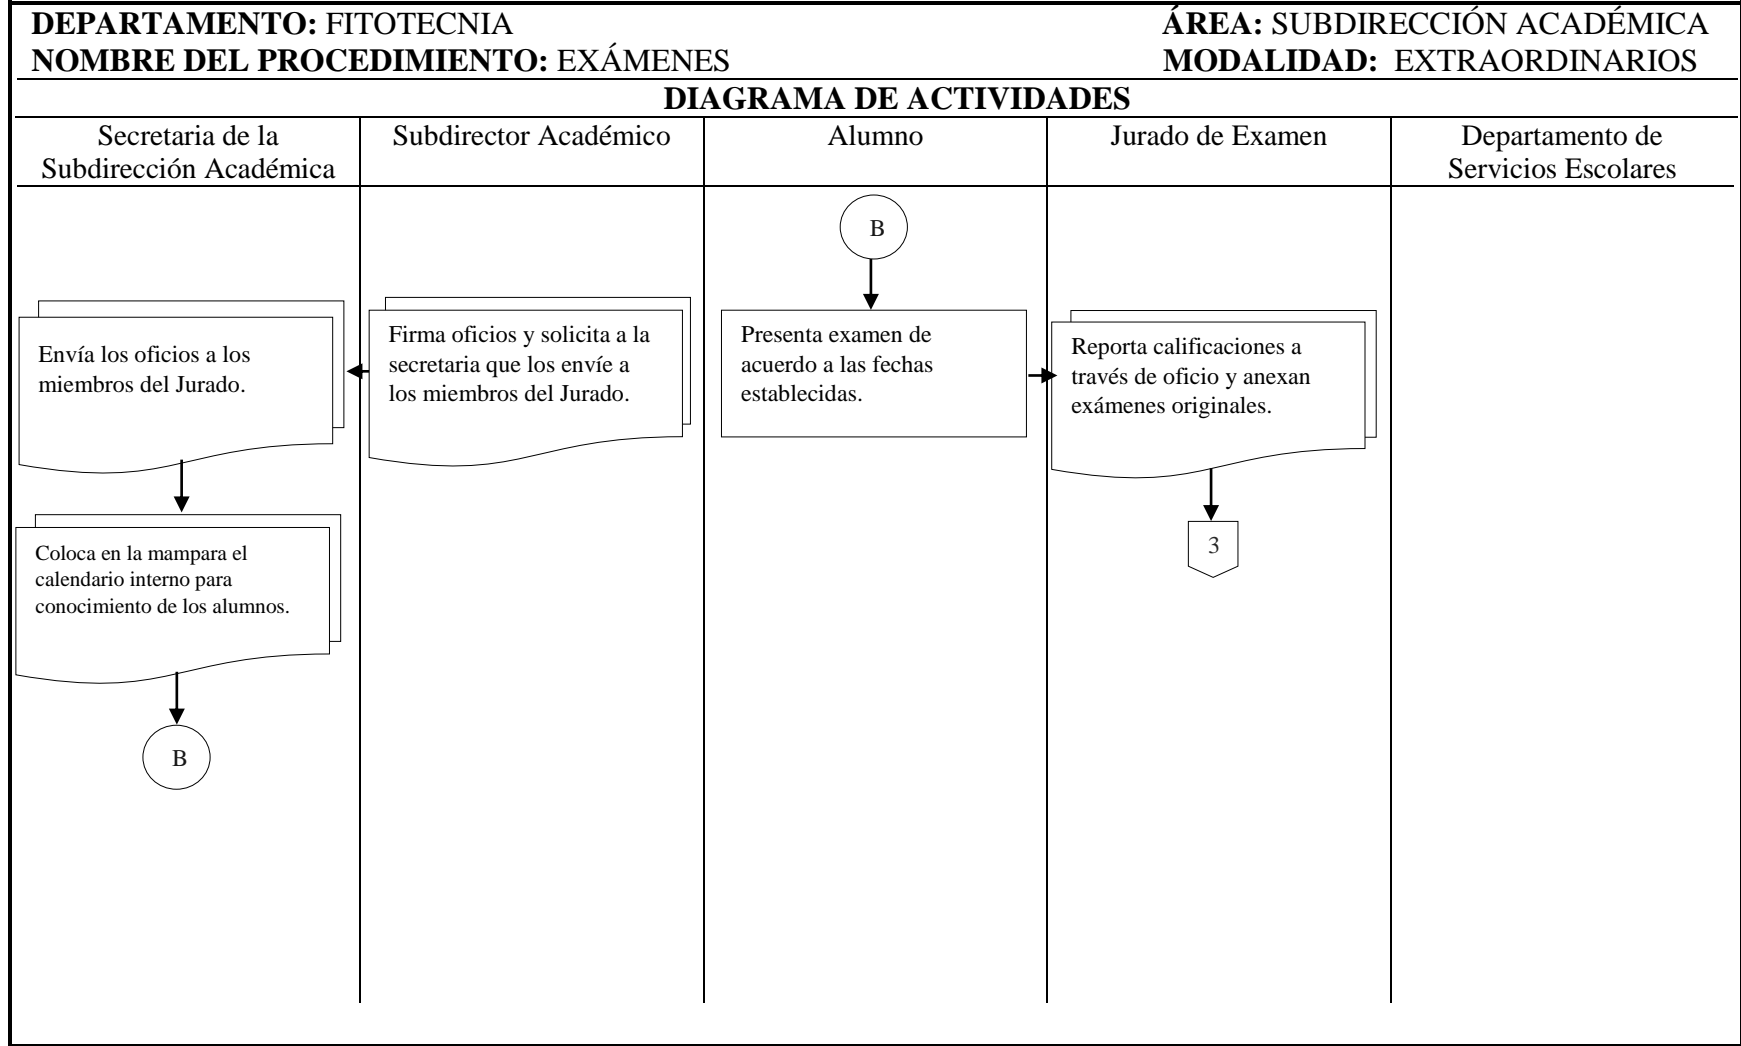 DEPARTAMENTO: FITOTECNIA ÁREA: SUBDIRECCIÓN ACADÉMICA
NOMBRE DEL PROCEDIMIENTO: EXÁMENES MODALIDAD: EXTRAORDINARIOS
DIAGRAMA DE ACTIVIDADES
Secretaria de la
Subdirección Académica
Subdirector Académico
Alumno
Jurado de Examen
Departamento de
Servicios Escolares
Envía los oficios a los
miembros del Jurado.
Coloca en la mampara el
calendario interno para
conocimiento de los alumnos.
B
Firma oficios y solicita a la
secretaria que los envíe a
los miembros del Jurado.
B
Presenta examen de
acuerdo a las fechas
establecidas.
Reporta calificaciones a
través de oficio y anexan
exámenes originales.
3